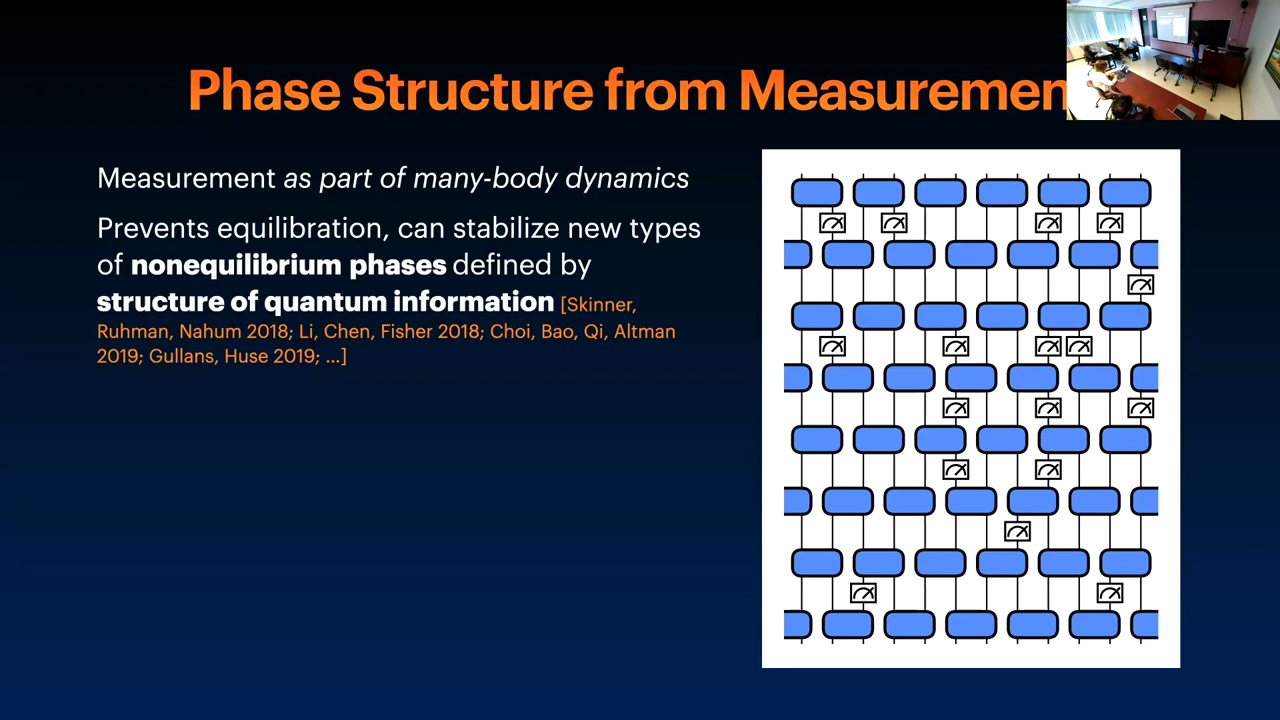 Phase Structure from Measuremen
Measurement as part of many-body dynamics
Prevents equilibration, can stabilize new types
of nonequilibrium phases defined by
structure of quantum information [Skinner,
Ruhman, Nahum 2018; Li, Chen, Fisher 2018; Choi, Bao, Qi, Altman
2019; Gullans, Huse 2019; ...]